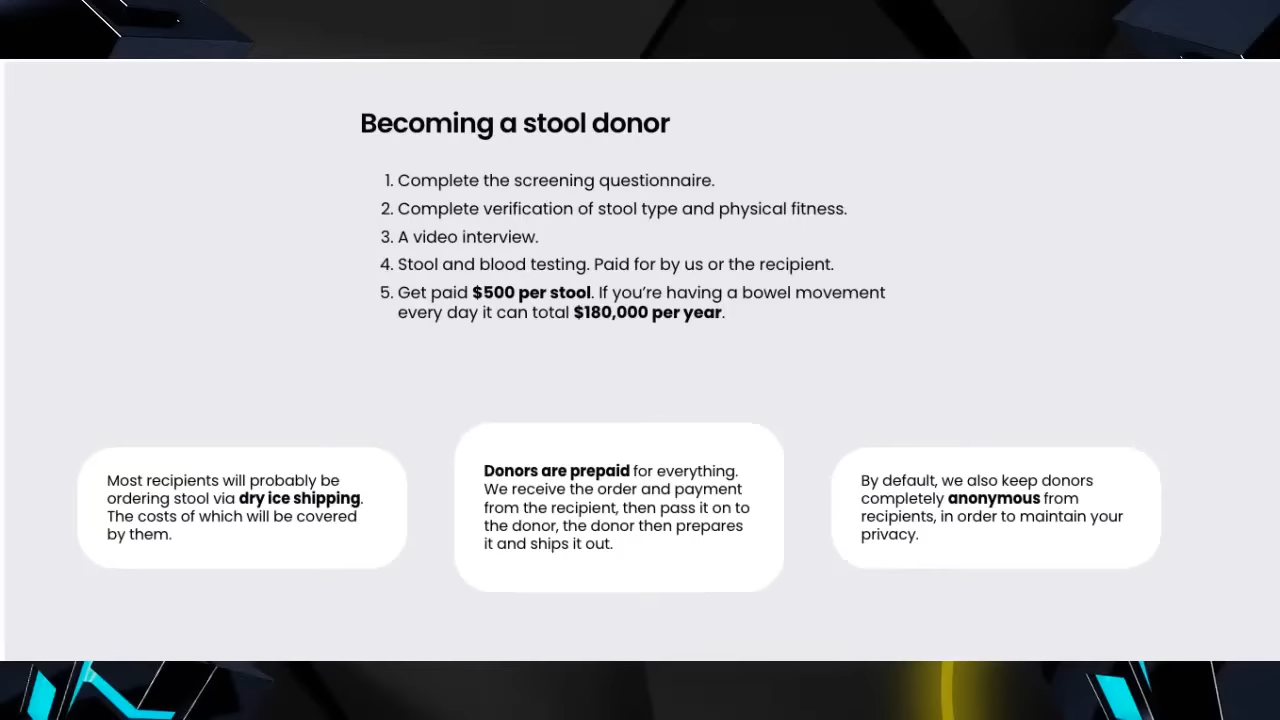 Becoming a stool donor
1. Complete the screening questionnaire.
2. Complete verification of stool type and physical fitness.
3. A video interview.
4. Stool and blood testing. Paid for by us or the recipient.
5. Get paid $500 per stool. If you’re having a bowel movement
every day it can total $180,000 per year.
Most recipients will probably be
ordering stool via dry ice shipping.
The costs of which will be covered
by them.
Donors are prepaid for everything.
We receive the order and payment
from the recipient, then pass it on to
the donor, the donor then prepares
it and ships it out.
By default, we also keep donors
completely anonymous from
recipients, in order to maintain your
privacy.